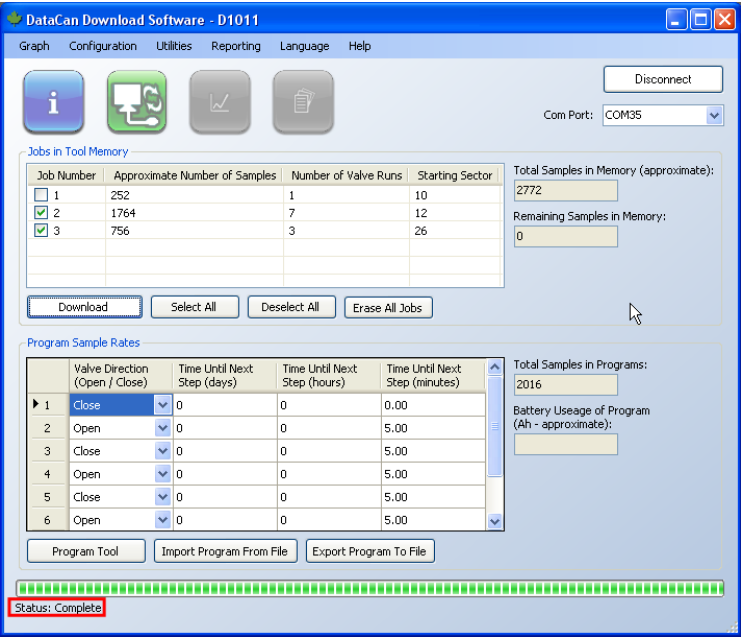 DataCan Download Software - D1011
Graph Configuration Utilities Reporting Language Help
i
Disconnect
Com Port: COM35
Jobs in Tool Memory
Job Number Approximate Number of Samples Number of Valve Runs Starting Sector
1 252 1 10
2 1764 7 12
3 756 3 26
Total Samples in Memory (approximate):
2772
Remaining Samples in Memory:
0
Download Select All Deselect All Erase All Jobs
Program Sample Rates
Valve Direction Time Until Next Time Until Next Time Until Next
(Open / Close) Step (days) Step (hours) Step (minutes)
1 Close 0 0 0.00
2 Open 0 0 5.00
3 Close 0 0 5.00
4 Open 0 0 5.00
5 Close 0 0 5.00
6 Open 0 0 5.00
Total Samples in Programs:
2016
Battery Useage of Program
(Ah - approximate):
Program Tool Import Program From File Export Program To File
Status: Complete